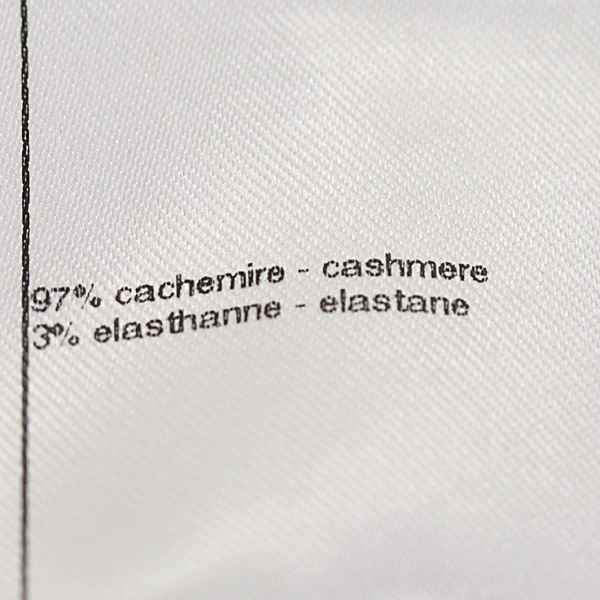 97% cachemire - cashmere
3% elasthanne - elastane